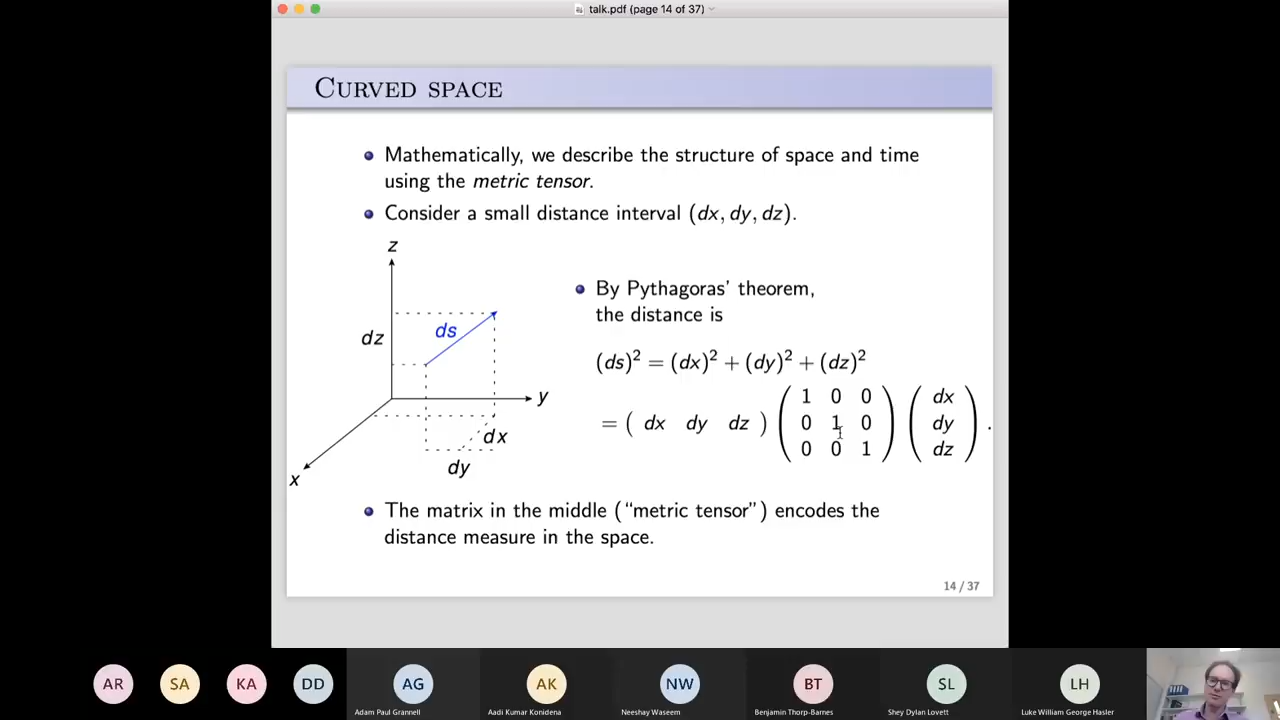 talk.pdf (page 14 of 37)
CURVED SPACE
Mathematically, we describe the structure of space and time
using the metric tensor.
Consider a small distance interval (dx, dy, dz).
z
dz
ds
y
dx
dy
x
By Pythagoras' theorem,
the distance is
(ds)² = (dx)² + (dy)² + (dz)²
= ( dx dy dz ) ( 1 0 0 ) ( dx )
( 0 1 0 ) ( dy ) .
( 0 0 1 ) ( dz )
The matrix in the middle ("metric tensor") encodes the
distance measure in the space.
14 / 37
AR SA KA DD AG AK NW BT SL LH
Adam Paul Grannell Aadi Kumar Konidena Neeshay Waseem Benjamin Thorp-Barnes Shey Dylan Lovett Luke William George Hasler